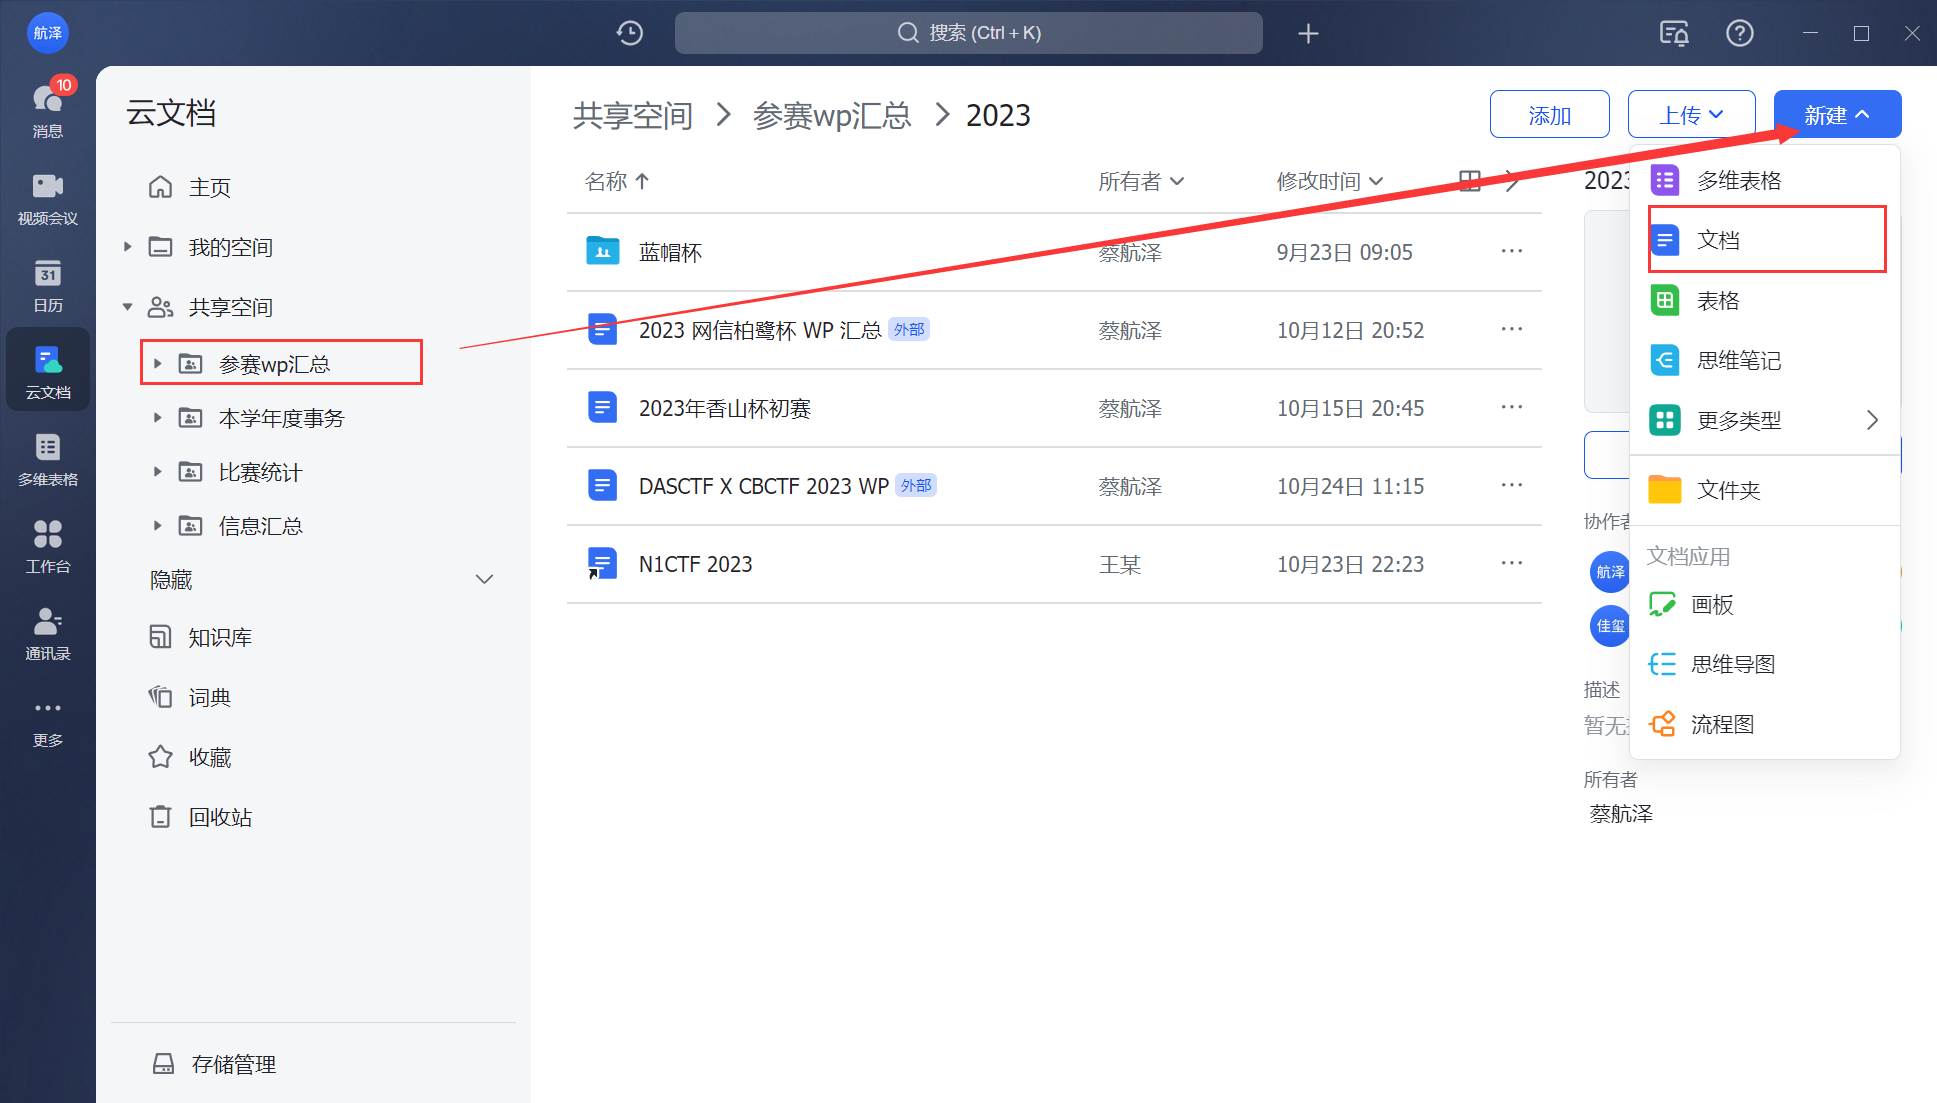 航泽
搜索 (Ctrl + K)
10
消息
视频会议
31
日历
云文档
多维表格
工作台
通讯录
更多
云文档
主页
我的空间
共享空间
参赛wp汇总
本学年度事务
比赛统计
信息汇总
隐藏
知识库
词典
收藏
回收站
存储管理
共享空间 参赛wp汇总 2023
添加 上传 新建
名称 所有者 修改时间
蓝帽杯 蔡航泽 9月23日 09:05
2023 网信柏鹭杯 WP 汇总 外部 蔡航泽 10月12日 20:52
2023年香山杯初赛 蔡航泽 10月15日 20:45
DASCTF X CBCTF 2023 WP 外部 蔡航泽 10月24日 11:15
N1CTF 2023 王某 10月23日 22:23
2023
多维表格
文档
表格
思维笔记
更多类型
文件夹
文档应用
画板
思维导图
流程图
协作者
航泽
佳玺
描述
暂无
所有者
蔡航泽